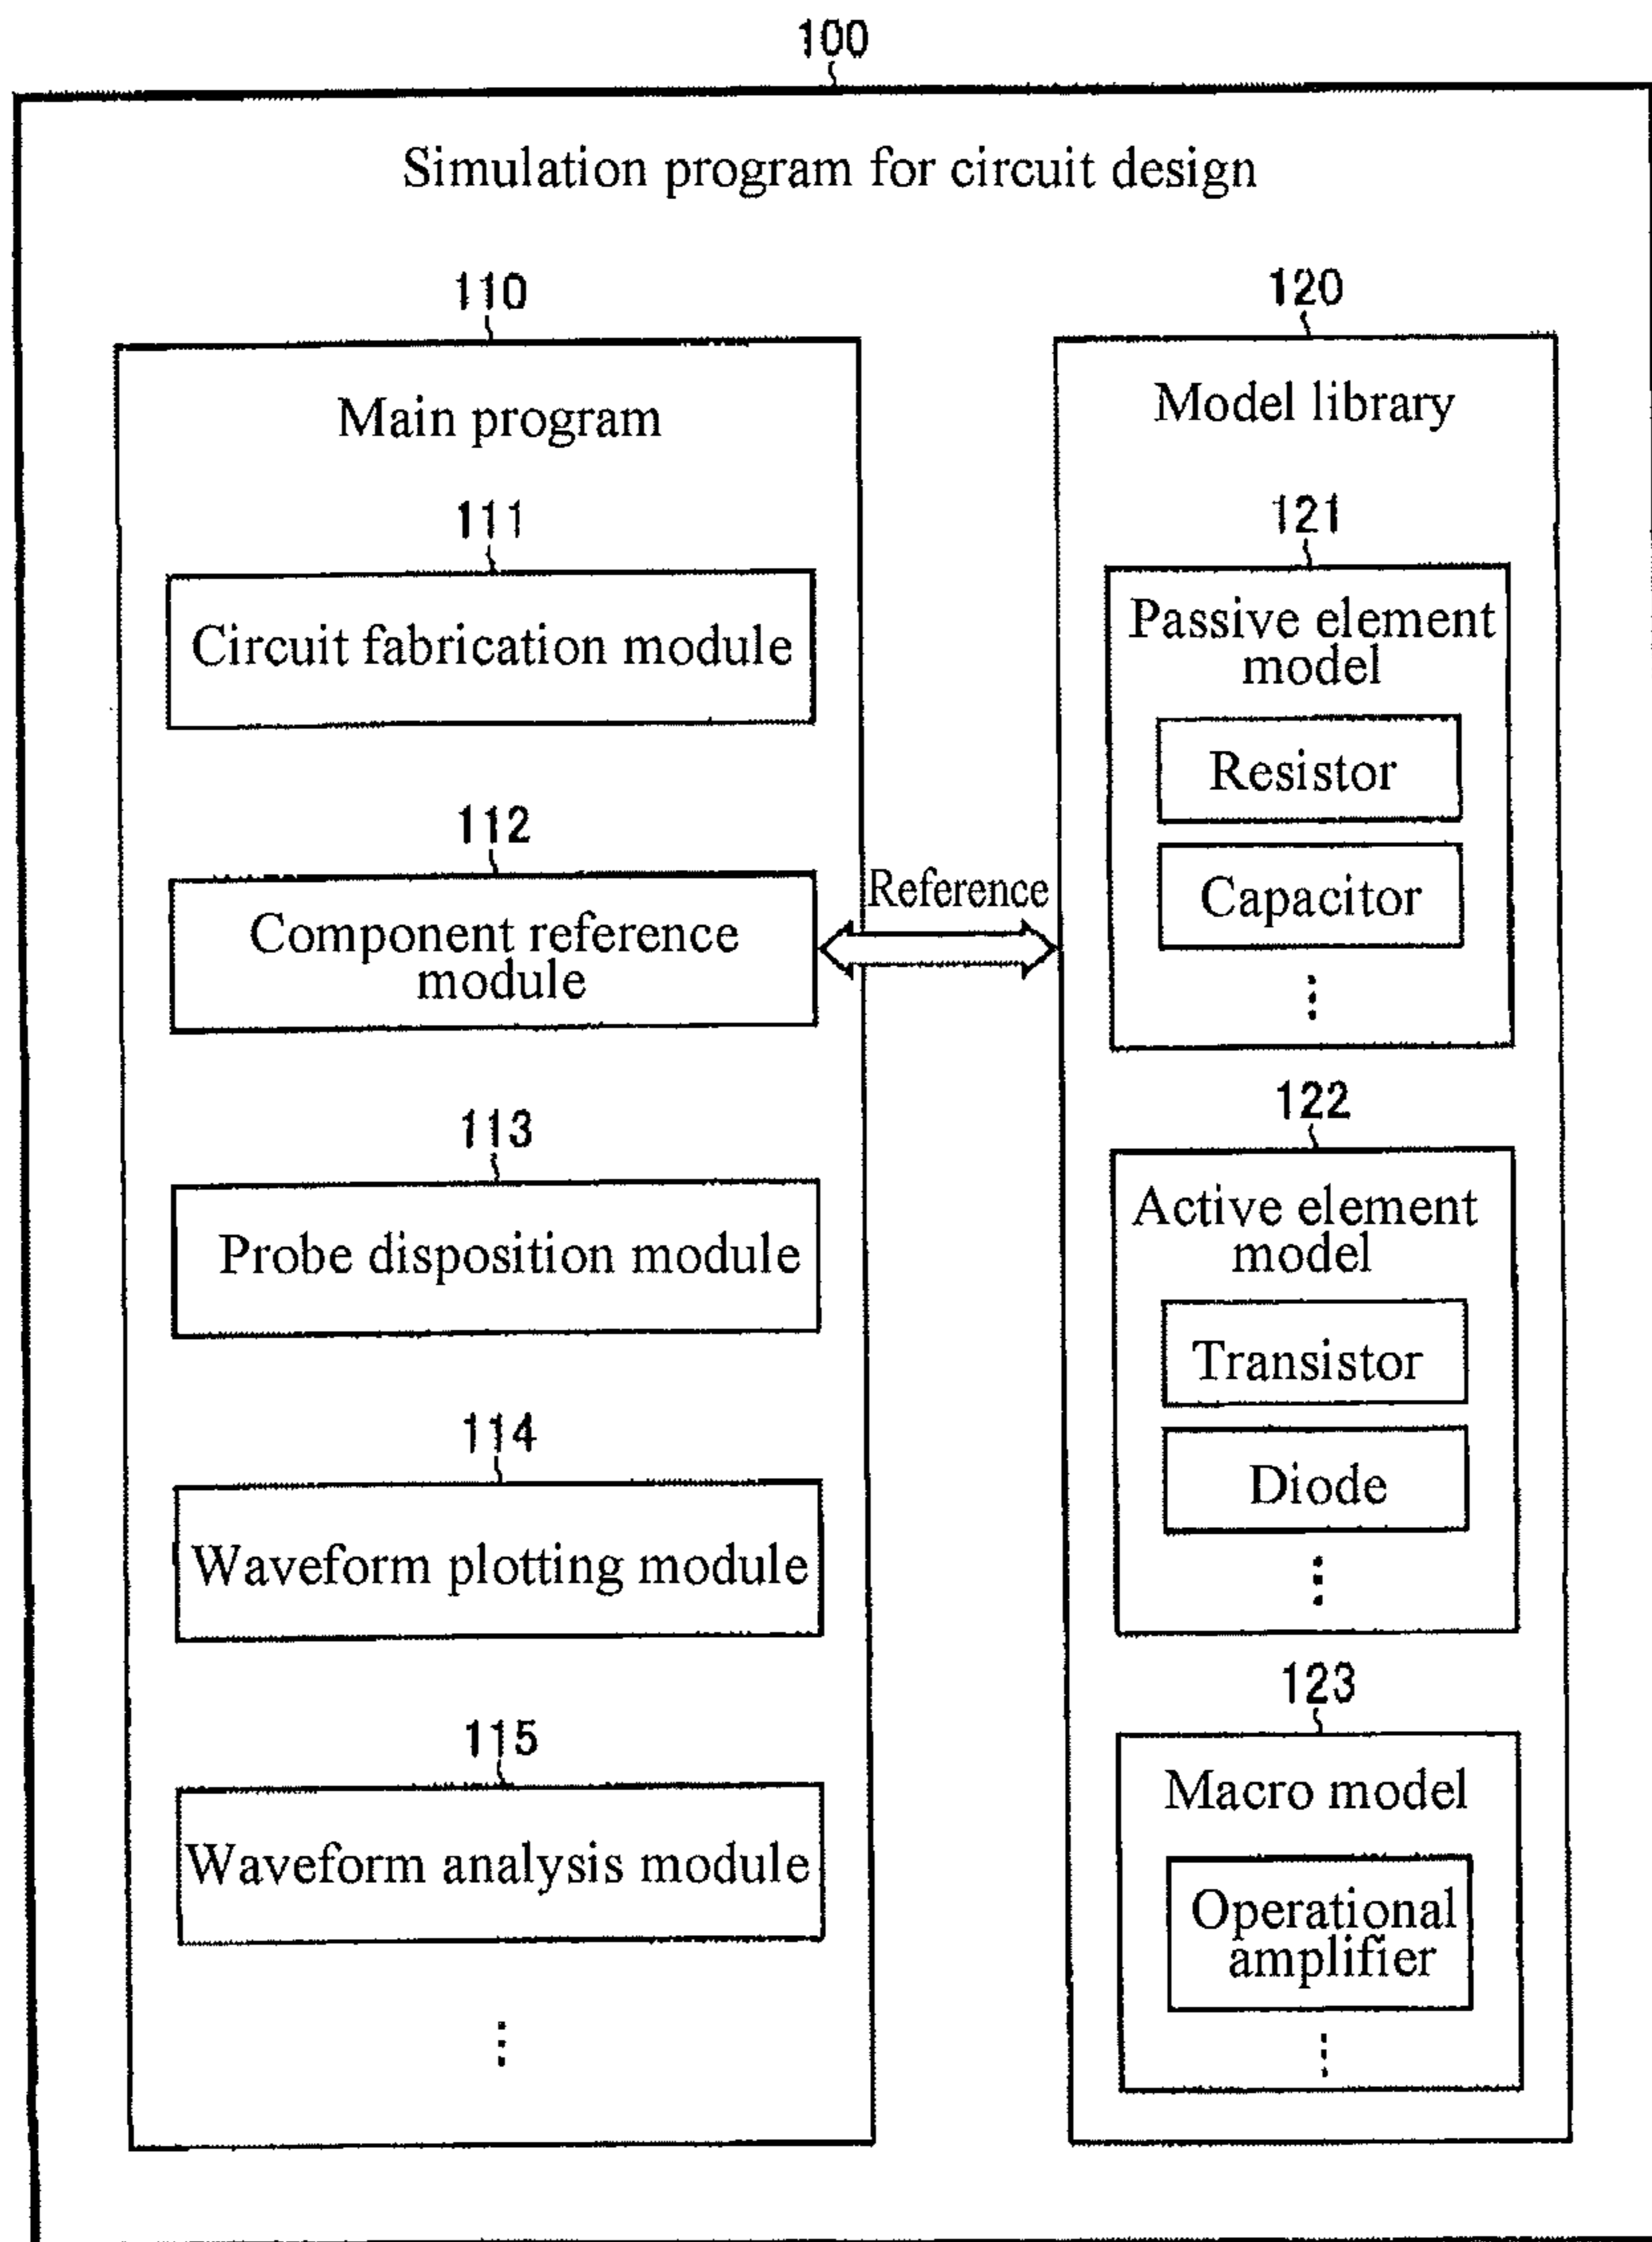 100
Simulation program for circuit design
110
Main program
111
Circuit fabrication module
112
Component reference
module
113
Probe disposition module
114
Waveform plotting module
115
Waveform analysis module
Reference
120
Model library
121
Passive element
model
Resistor
Capacitor
122
Active element
model
Transistor
Diode
123
Macro model
Operational
amplifier